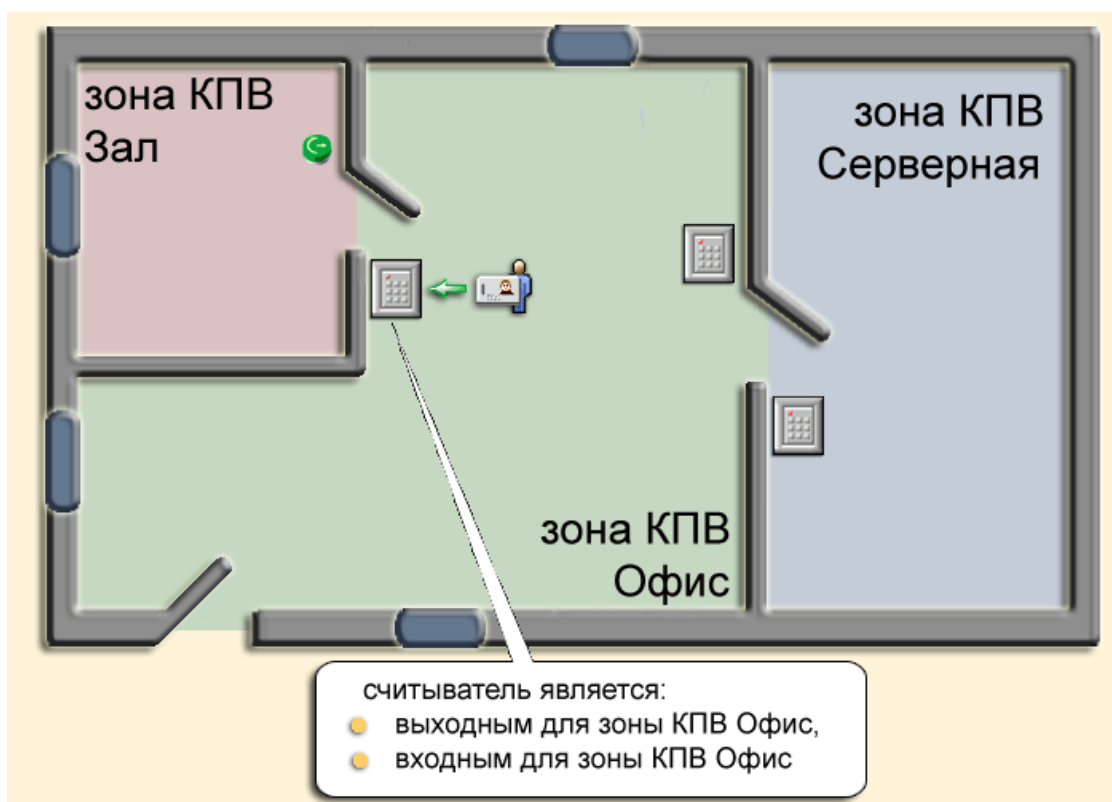 зона КПВ
Зал
зона КПВ
Серверная
зона КПВ
Офис
считыватель является:
выходным для зоны КПВ Офис,
входным для зоны КПВ Офис